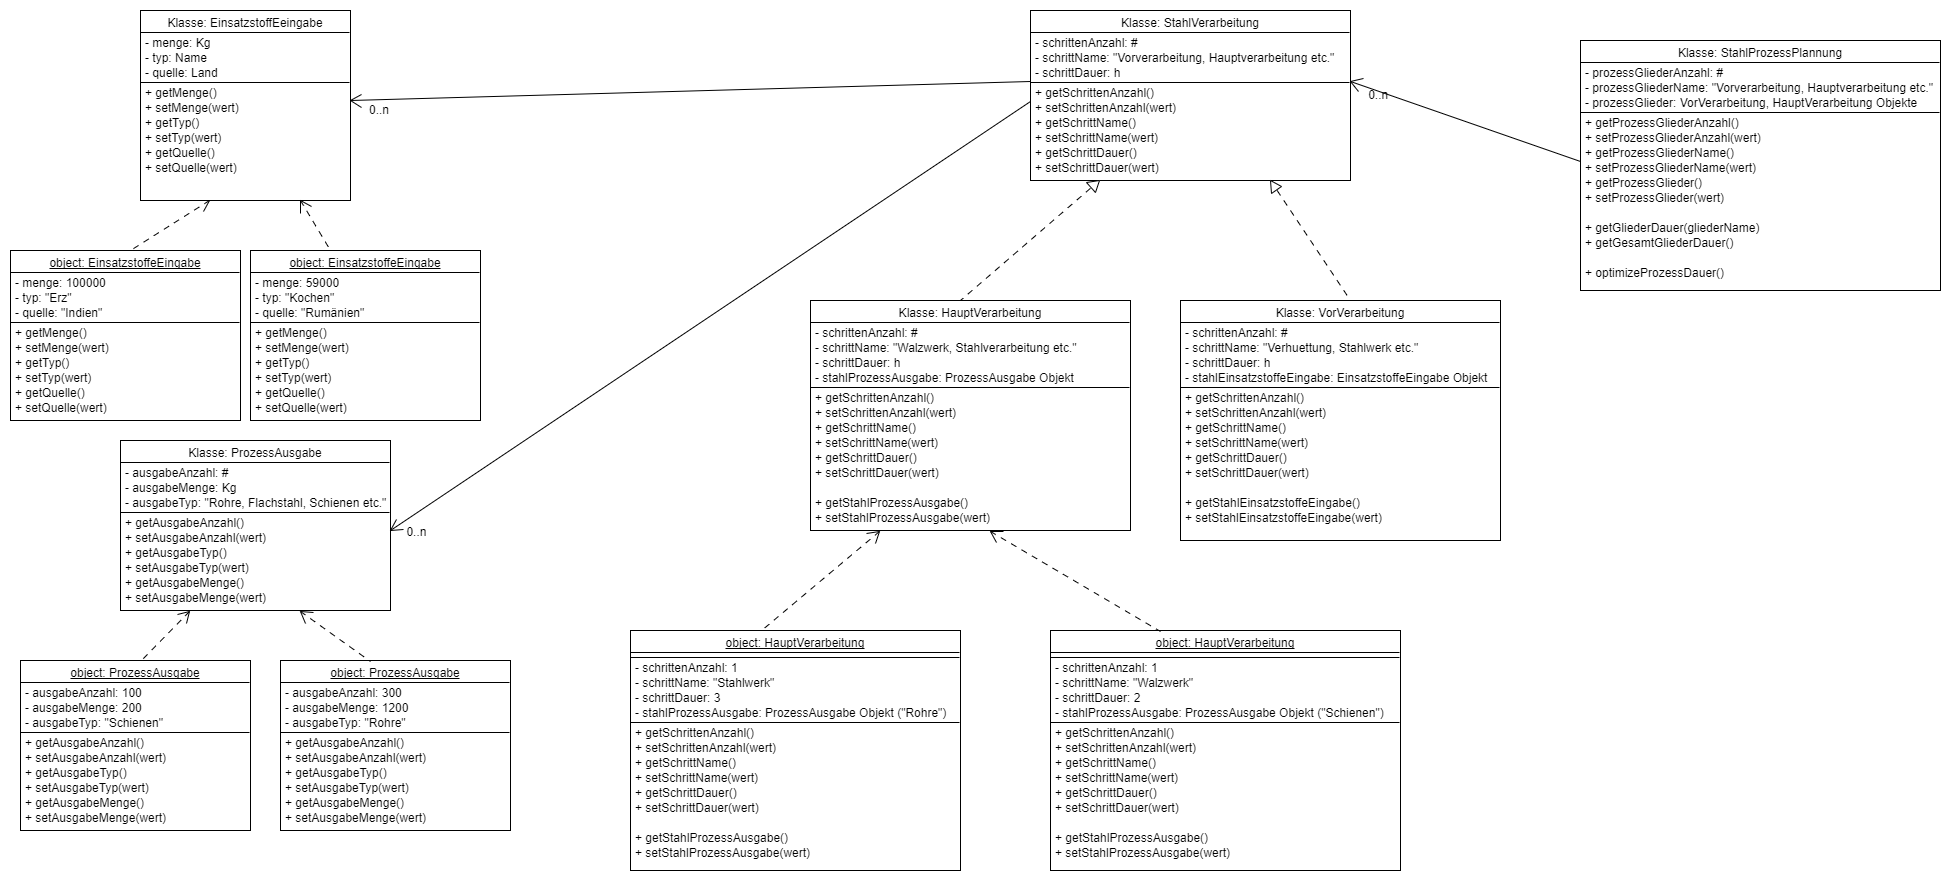 Klasse: EinsatzstoffEeingabe
- menge: Kg
- typ: Name
- quelle: Land
+ getMenge()
+ setMenge(wert)
+ getTyp()
+ setTyp(wert)
+ getQuelle()
+ setQuelle(wert)
0..n
object: EinsatzstoffeEingabe
- menge: 100000
- typ: "Erz"
- quelle: "Indien"
+ getMenge()
+ setMenge(wert)
+ getTyp()
+ setTyp(wert)
+ getQuelle()
+ setQuelle(wert)
object: EinsatzstoffeEingabe
- menge: 59000
- typ: "Kochen"
- quelle: "Rumänien"
+ getMenge()
+ setMenge(wert)
+ getTyp()
+ setTyp(wert)
+ getQuelle()
+ setQuelle(wert)
Klasse: ProzessAusgabe
- ausgabeAnzahl: #
- ausgabeMenge: Kg
- ausgabeTyp: "Rohre, Flachstahl, Schienen etc."
+ getAusgabeAnzahl()
+ setAusgabeAnzahl(wert)
+ getAusgabeTyp()
+ setAusgabeTyp(wert)
+ getAusgabeMenge()
+ setAusgabeMenge(wert)
0..n
object: ProzessAusgabe
- ausgabeAnzahl: 100
- ausgabeMenge: 200
- ausgabeTyp: "Schienen"
+ getAusgabeAnzahl()
+ setAusgabeAnzahl(wert)
+ getAusgabeTyp()
+ setAusgabeTyp(wert)
+ getAusgabeMenge()
+ setAusgabeMenge(wert)
object: ProzessAusgabe
- ausgabeAnzahl: 300
- ausgabeMenge: 1200
- ausgabeTyp: "Rohre"
+ getAusgabeAnzahl()
+ setAusgabeAnzahl(wert)
+ getAusgabeTyp()
+ setAusgabeTyp(wert)
+ getAusgabeMenge()
+ setAusgabeMenge(wert)
Klasse: StahlVerarbeitung
- schrittenAnzahl: #
- schrittName: "Vorverarbeitung, Hauptverarbeitung etc."
- schrittDauer: h
+ getSchrittenAnzahl()
+ setSchrittenAnzahl(wert)
+ getSchrittName()
+ setSchrittName(wert)
+ getSchrittDauer()
+ setSchrittDauer(wert)
0..n
Klasse: StahlProzessPlannung
- prozessGliederAnzahl: #
- prozessGliederName: "Vorverarbeitung, Hauptverarbeitung etc."
- prozessGlieder: VorVerarbeitung, HauptVerarbeitung Objekte
+ getProzessGliederAnzahl()
+ setProzessGliederAnzahl(wert)
+ getProzessGliederName()
+ setProzessGliederName(wert)
+ getProzessGlieder()
+ setProzessGlieder(wert)
+ getGliederDauer(gliederName)
+ getGesamtGliederDauer()
+ optimizeProzessDauer()
Klasse: HauptVerarbeitung
- schrittenAnzahl: #
- schrittName: "Walzwerk, Stahlverarbeitung etc."
- schrittDauer: h
- stahlProzessAusgabe: ProzessAusgabe Objekt
+ getSchrittenAnzahl()
+ setSchrittenAnzahl(wert)
+ getSchrittName()
+ setSchrittName(wert)
+ getSchrittDauer()
+ setSchrittDauer(wert)
+ getStahlProzessAusgabe()
+ setStahlProzessAusgabe(wert)
Klasse: VorVerarbeitung
- schrittenAnzahl: #
- schrittName: "Verhuettung, Stahlwerk etc."
- schrittDauer: h
- stahlEinsatzstoffeEingabe: EinsatzstoffeEingabe Objekt
+ getSchrittenAnzahl()
+ setSchrittenAnzahl(wert)
+ getSchrittName()
+ setSchrittName(wert)
+ getSchrittDauer()
+ setSchrittDauer(wert)
+ getStahlEinsatzstoffeEingabe()
+ setStahlEinsatzstoffeEingabe(wert)
object: HauptVerarbeitung
- schrittenAnzahl: 1
- schrittName: "Stahlwerk"
- schrittDauer: 3
- stahlProzessAusgabe: ProzessAusgabe Objekt ("Rohre")
+ getSchrittenAnzahl()
+ setSchrittenAnzahl(wert)
+ getSchrittName()
+ setSchrittName(wert)
+ getSchrittDauer()
+ setSchrittDauer(wert)
+ getStahlProzessAusgabe()
+ setStahlProzessAusgabe(wert)
object: HauptVerarbeitung
- schrittenAnzahl: 1
- schrittName: "Walzwerk"
- schrittDauer: 2
- stahlProzessAusgabe: ProzessAusgabe Objekt ("Schienen")
+ getSchrittenAnzahl()
+ setSchrittenAnzahl(wert)
+ getSchrittName()
+ setSchrittName(wert)
+ getSchrittDauer()
+ setSchrittDauer(wert)
+ getStahlProzessAusgabe()
+ setStahlProzessAusgabe(wert)